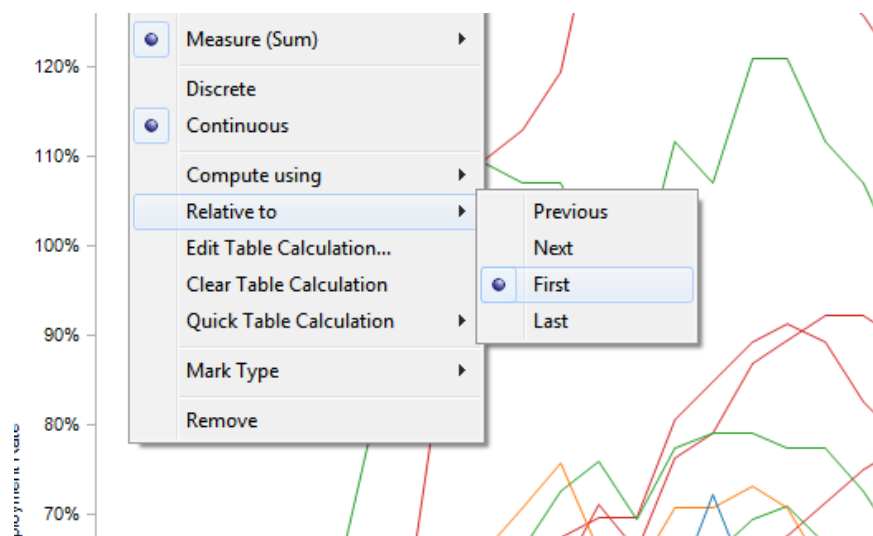 Measure (Sum)
Discrete
Continuous
Compute using
Relative to
Edit Table Calculation...
Clear Table Calculation
Quick Table Calculation
Mark Type
Remove
Previous
Next
First
Last
120%
110%
100%
90%
80%
70%